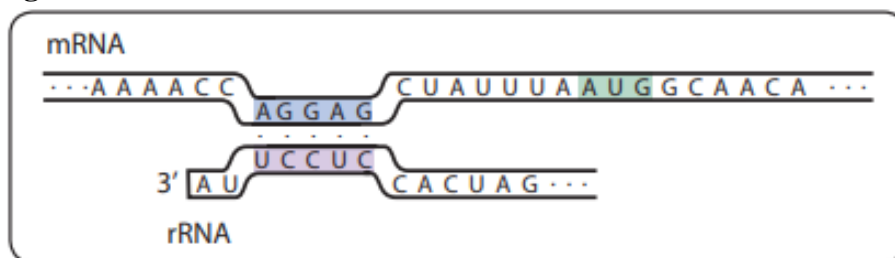 mRNA
···A A A A C C A G G A G C U A U U U A A U G G C A A C A ···
· · · · ·
3′ A U U C C U C C A C U A G ···
rRNA